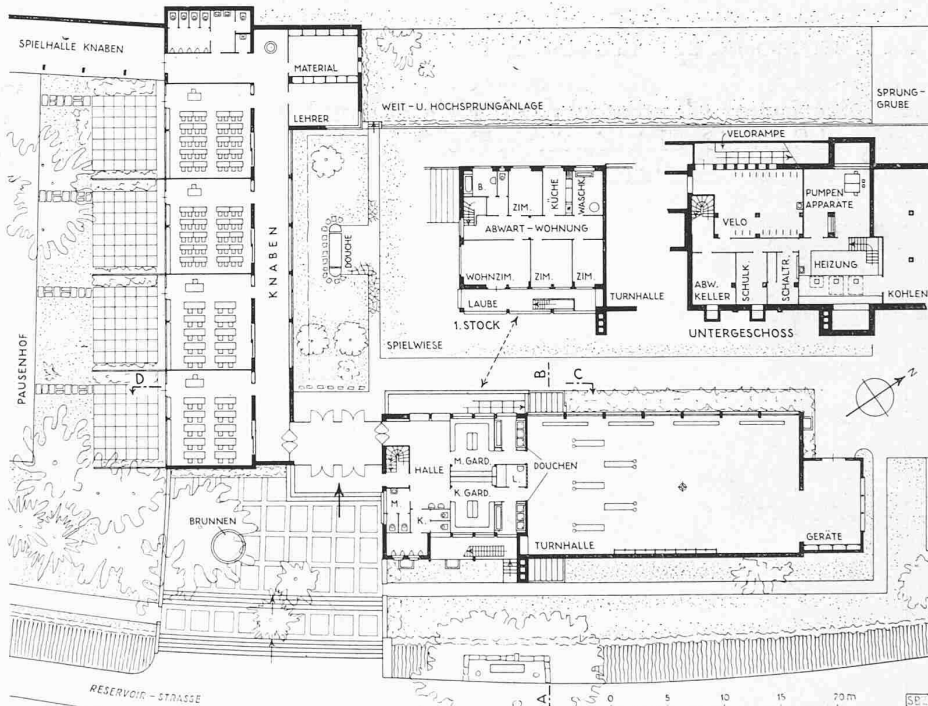 SPIELHALLE KNABEN
MATERIAL
LEHRER
WEIT - U. HOCHSPRUNGANLAGE
SPRUNG-
GRUBE
VELORAMPE
B.
ZIM.
KÜCHE
WASCHK.
ABWART - WOHNUNG
WOHNZIM.
ZIM.
ZIM.
LAUBE
1. STOCK
TURNHALLE
VELO
PUMPEN
APPARATE
ABW.
KELLER
SCHULK.
SCHALTR.
HEIZUNG
KOHLEN
UNTERGESCHOSS
KNABEN
DOUCHE
SPIELWIESE
PAUSENHOF
D
B
C
N
HALLE
M. GARD.
K. GARD.
L.
DOUCHEN
M.
K.
BRUNNEN
TURNHALLE
GERÄTE
RESERVOIR - STRASSE
A
0 5 10 15 20 m